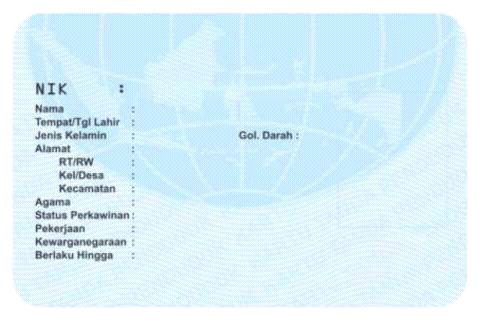 NIK :
Nama :
Tempat/Tgl Lahir :
Jenis Kelamin : Gol. Darah :
Alamat :
RT/RW :
Kel/Desa :
Kecamatan :
Agama :
Status Perkawinan :
Pekerjaan :
Kewarganegaraan :
Berlaku Hingga :